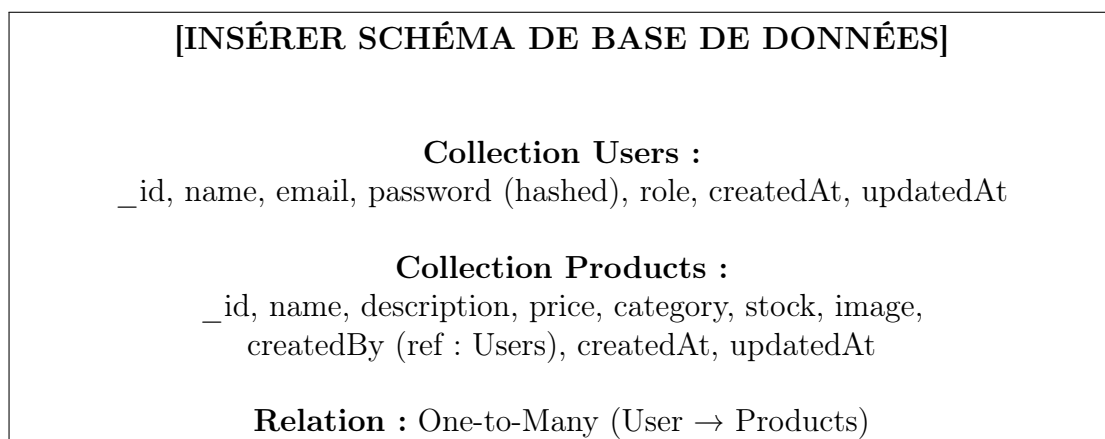 [INSÉRER SCHÉMA DE BASE DE DONNÉES]
Collection Users :
_id, name, email, password (hashed), role, createdAt, updatedAt
Collection Products :
_id, name, description, price, category, stock, image,
createdBy (ref : Users), createdAt, updatedAt
Relation : One-to-Many (User → Products)